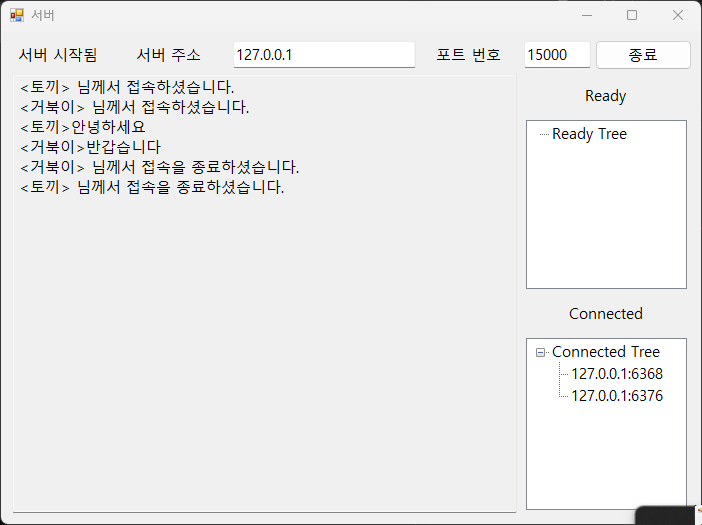 서버
서버 시작됨 서버 주소 127.0.0.1 포트 번호 15000 종료
<토끼> 님께서 접속하셨습니다.
<거북이> 님께서 접속하셨습니다.
<토끼>안녕하세요
<거북이>반갑습니다
<거북이> 님께서 접속을 종료하셨습니다.
<토끼> 님께서 접속을 종료하셨습니다.
Ready
Ready Tree
Connected
Connected Tree
127.0.0.1:6368
127.0.0.1:6376